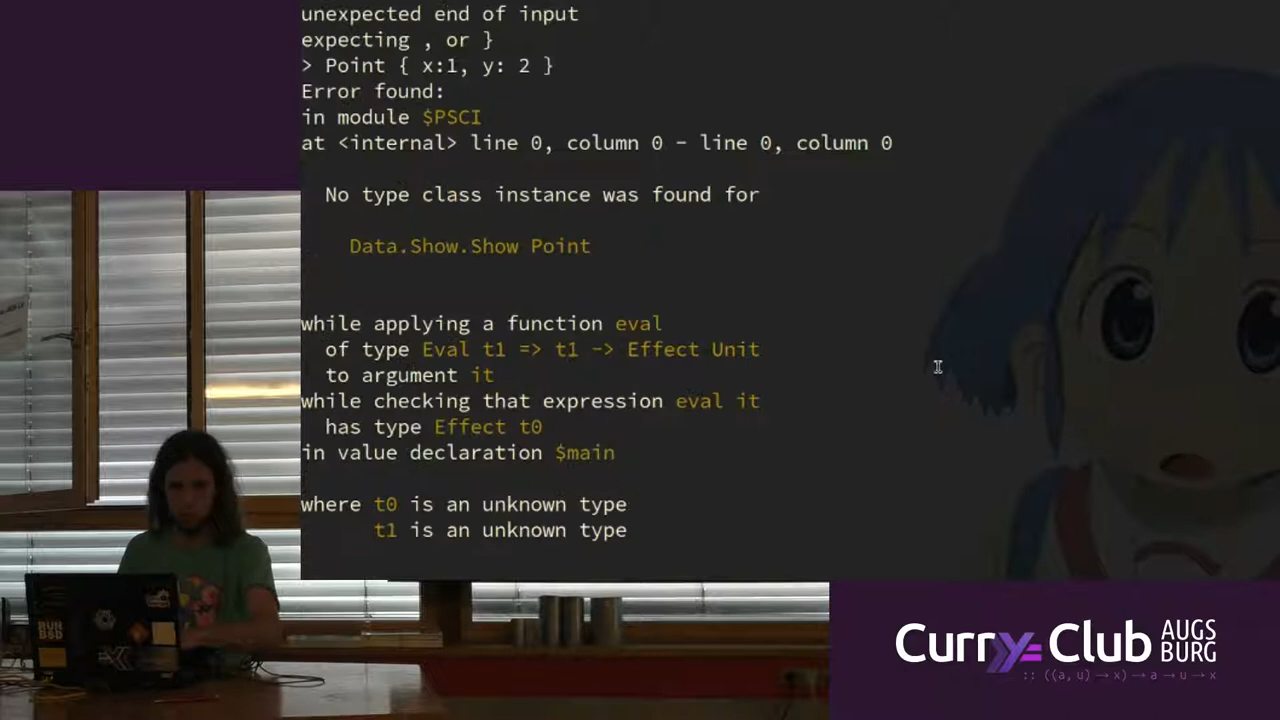 unexpected end of input
expecting , or }
> Point { x:1, y: 2 }
Error found:
in module $PSCI
at <internal> line 0, column 0 - line 0, column 0
No type class instance was found for
Data.Show.Show Point
while applying a function eval
of type Eval t1 => t1 -> Effect Unit
to argument it
while checking that expression eval it
has type Effect t0
in value declaration $main
where t0 is an unknown type
t1 is an unknown type
RUN
BSD
Curry Club AUGS
BURG
:: ((a, u) → x) → a → u → x